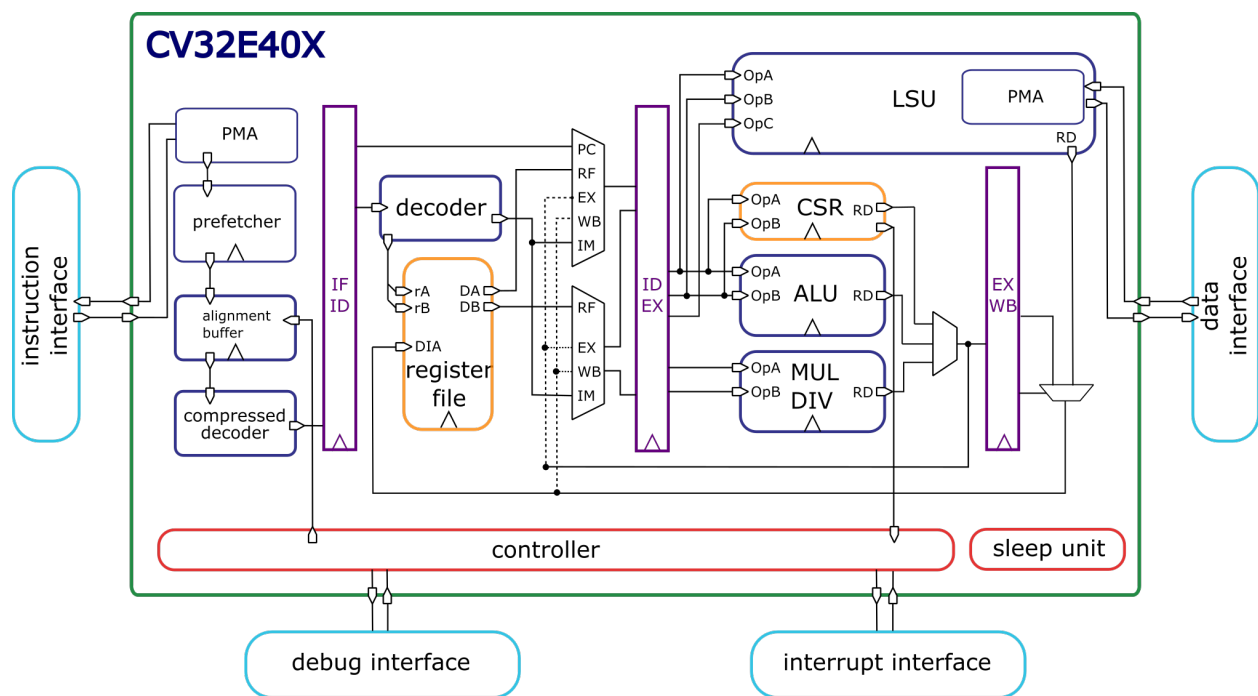 CV32E40X
instruction
interface
PMA
prefetcher
alignment
buffer
compressed
decoder
IF
ID
decoder
rA
rB
DIA
DA
DB
register
file
PC
RF
EX
WB
IM
RF
EX
WB
IM
ID
EX
OpA
OpB
OpC
LSU
PMA
RD
OpA
OpB
CSR
RD
OpA
OpB
ALU
RD
OpA
OpB
MUL
DIV
RD
EX
WB
data
interface
controller
sleep unit
debug interface
interrupt interface